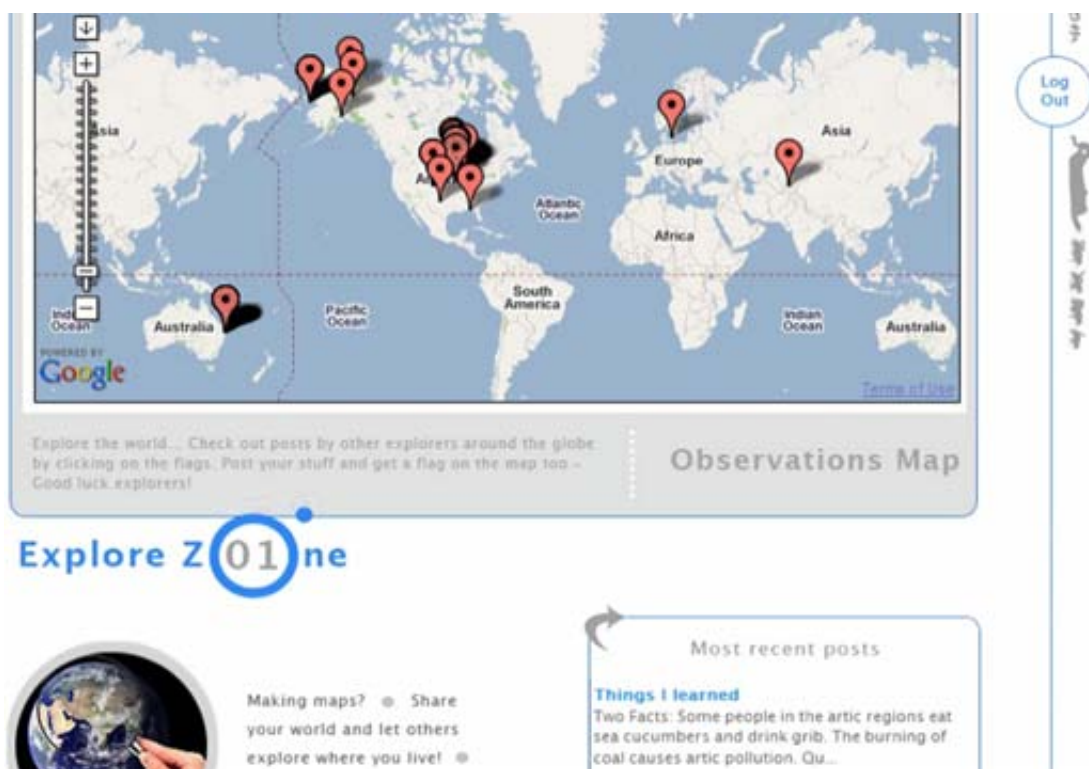 Asia
Europe
Asia
Atlantic
Ocean
Africa
South
America
Pacific
Ocean
Indian
Ocean
Ocean
Australia
Australia
POWERED BY
Google
Terms of Use
Log
Out
Explore the world... Check out posts by other explorers around the globe
by clicking on the flags. Post your stuff and get a flag on the map too –
Good luck explorers!
Observations Map
Explore Z01ne
Most recent posts
Making maps? Share
your world and let others
explore where you live!
Things I learned
Two Facts: Some people in the artic regions eat
sea cucumbers and drink grib. The burning of
coal causes artic pollution. Qu...